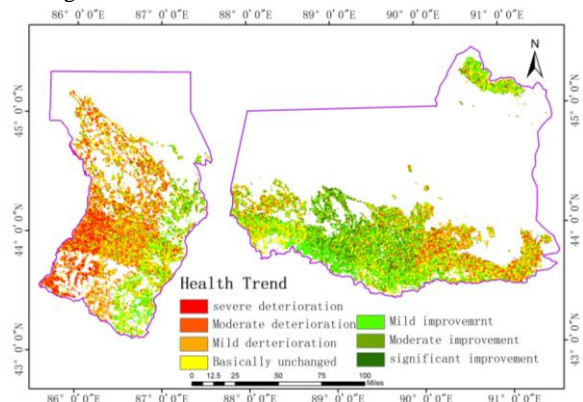 86° 0′0″E 87° 0′0″E 88° 0′0″E 89° 0′0″E 90° 0′0″E 91° 0′0″E
N
45° 0′0″N 45° 0′0″N
44° 0′0″N 44° 0′0″N
43° 0′0″N 43° 0′0″N
Health Trend
severe deterioration
Moderate deterioration
Mild derterioration
Basically unchanged
Mild improvemrnt
Moderate improvement
significant improvement
0 12.5 25 50 75 100
Miles
86° 0′0″E 87° 0′0″E 88° 0′0″E 89° 0′0″E 90° 0′0″E 91° 0′0″E